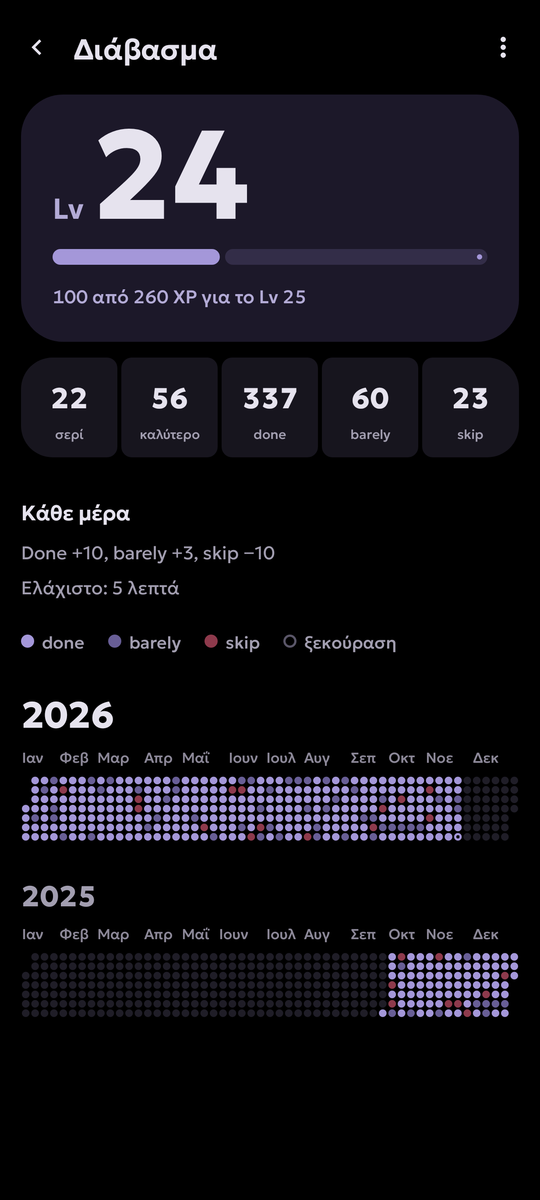 Διάβασμα
Lv 24
100 από 260 XP για το Lv 25
22 56 337 60 23
σερί καλύτερο done barely skip
Κάθε μέρα
Done +10, barely +3, skip −10
Ελάχιστο: 5 λεπτά
done barely skip ξεκούραση
2026
Ιαν Φεβ Μαρ Απρ Μαΐ Ιουν Ιουλ Αυγ Σεπ Οκτ Νοε Δεκ
2025
Ιαν Φεβ Μαρ Απρ Μαΐ Ιουν Ιουλ Αυγ Σεπ Οκτ Νοε Δεκ